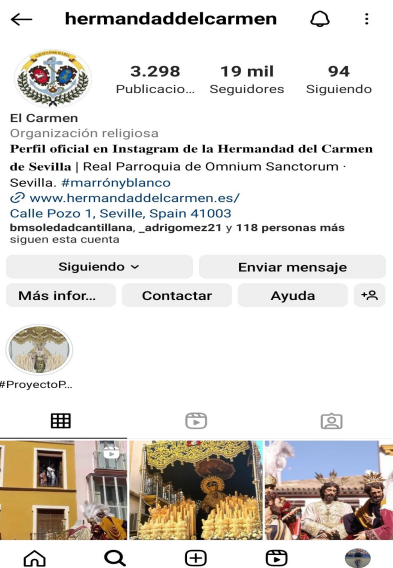 hermandaddelcarmen
3.298 19 mil 94
Publicacio... Seguidores Siguiendo
El Carmen
Organización religiosa
Perfil oficial en Instagram de la Hermandad del Carmen
de Sevilla | Real Parroquia de Omnium Sanctorum ·
Sevilla. #marrónyblanco
www.hermandaddelcarmen.es/
Calle Pozo 1, Seville, Spain 41003
bmsoledadcantillana, _adrigomez21 y 118 personas más
siguen esta cuenta
Siguiendo Enviar mensaje
Más infor... Contactar Ayuda
#ProyectoP...